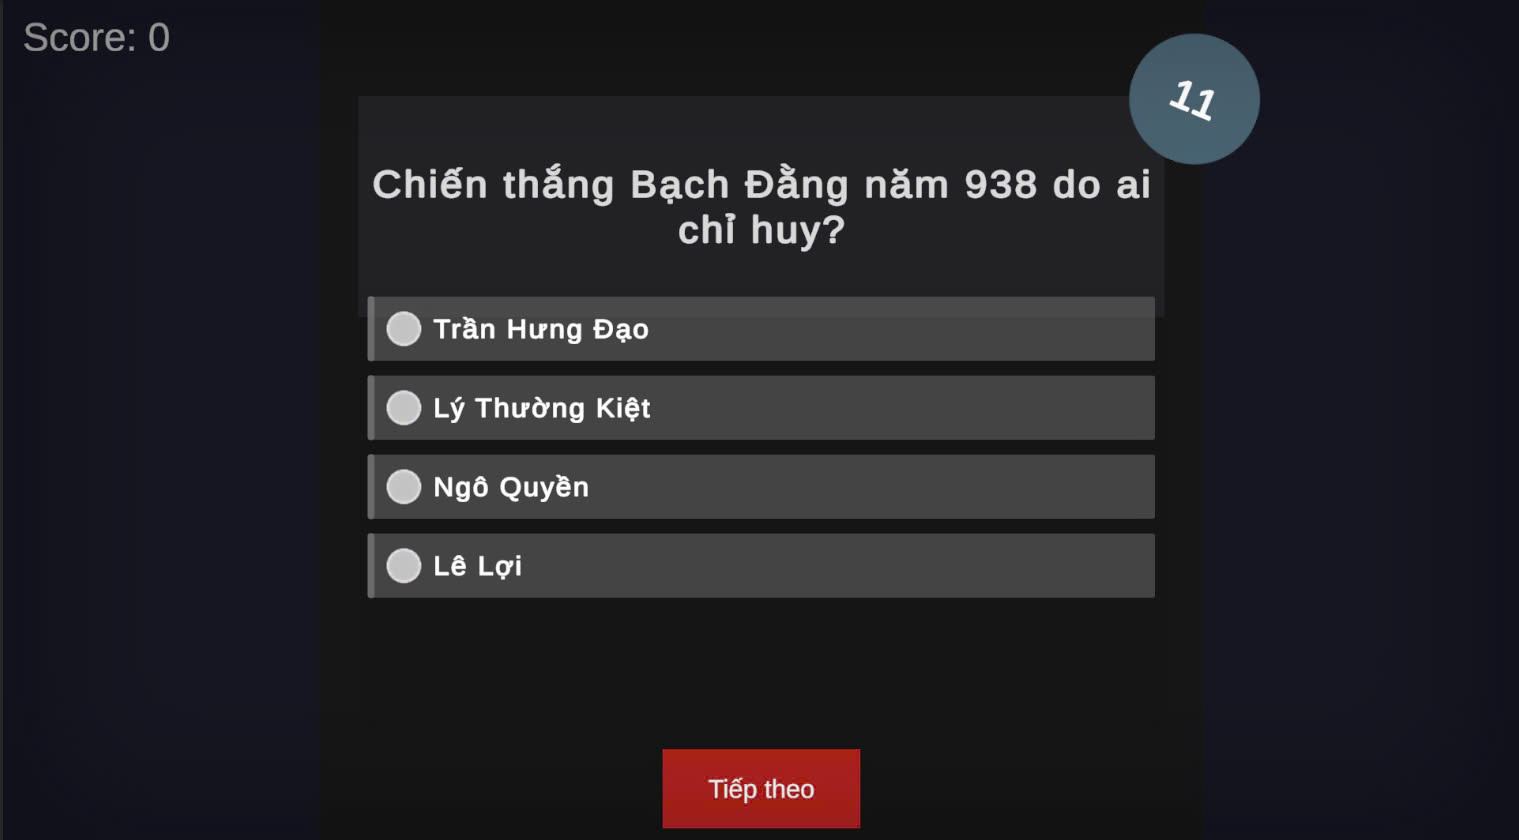 Score: 0
11
Chiến thắng Bạch Đằng năm 938 do ai
chỉ huy?
Trần Hưng Đạo
Lý Thường Kiệt
Ngô Quyền
Lê Lợi
Tiếp theo